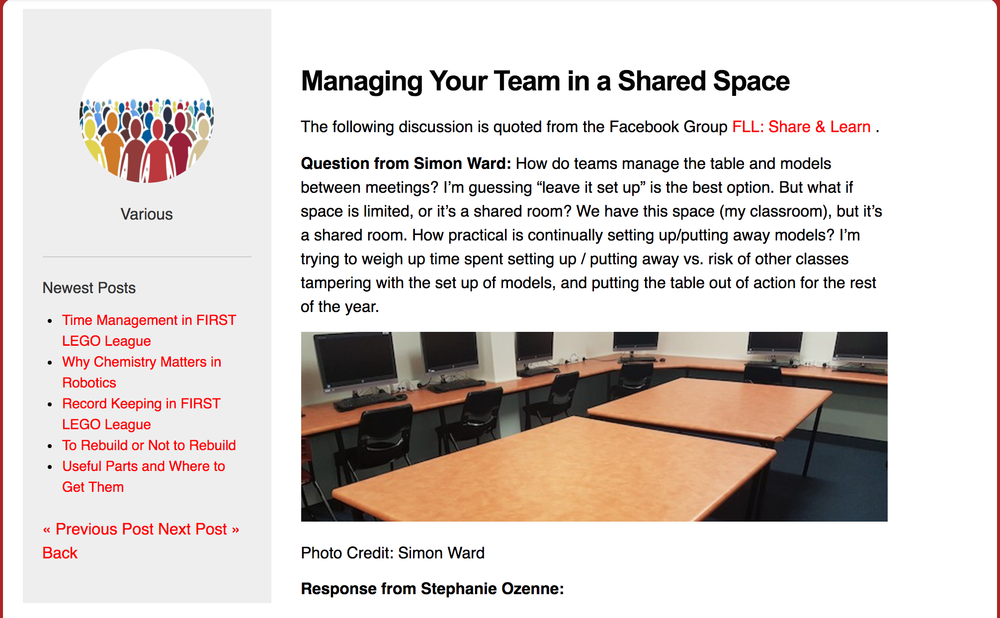 Various
Newest Posts
Time Management in FIRST
LEGO League
Why Chemistry Matters in
Robotics
Record Keeping in FIRST
LEGO League
To Rebuild or Not to Rebuild
Useful Parts and Where to
Get Them
« Previous Post Next Post »
Back
Managing Your Team in a Shared Space
The following discussion is quoted from the Facebook Group FLL: Share & Learn .
Question from Simon Ward: How do teams manage the table and models
between meetings? I’m guessing “leave it set up” is the best option. But what if
space is limited, or it’s a shared room? We have this space (my classroom), but it’s
a shared room. How practical is continually setting up/putting away models? I’m
trying to weigh up time spent setting up / putting away vs. risk of other classes
tampering with the set up of models, and putting the table out of action for the rest
of the year.
Photo Credit: Simon Ward
Response from Stephanie Ozenne: